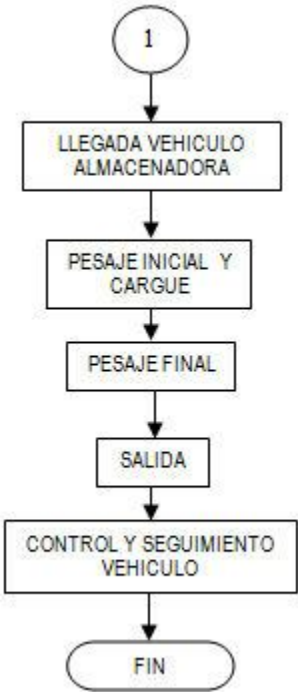 1
LLEGADA VEHICULO
ALMACENADORA
PESAJE INICIAL Y
CARGUE
PESAJE FINAL
SALIDA
CONTROL Y SEGUIMIENTO
VEHICULO
FIN